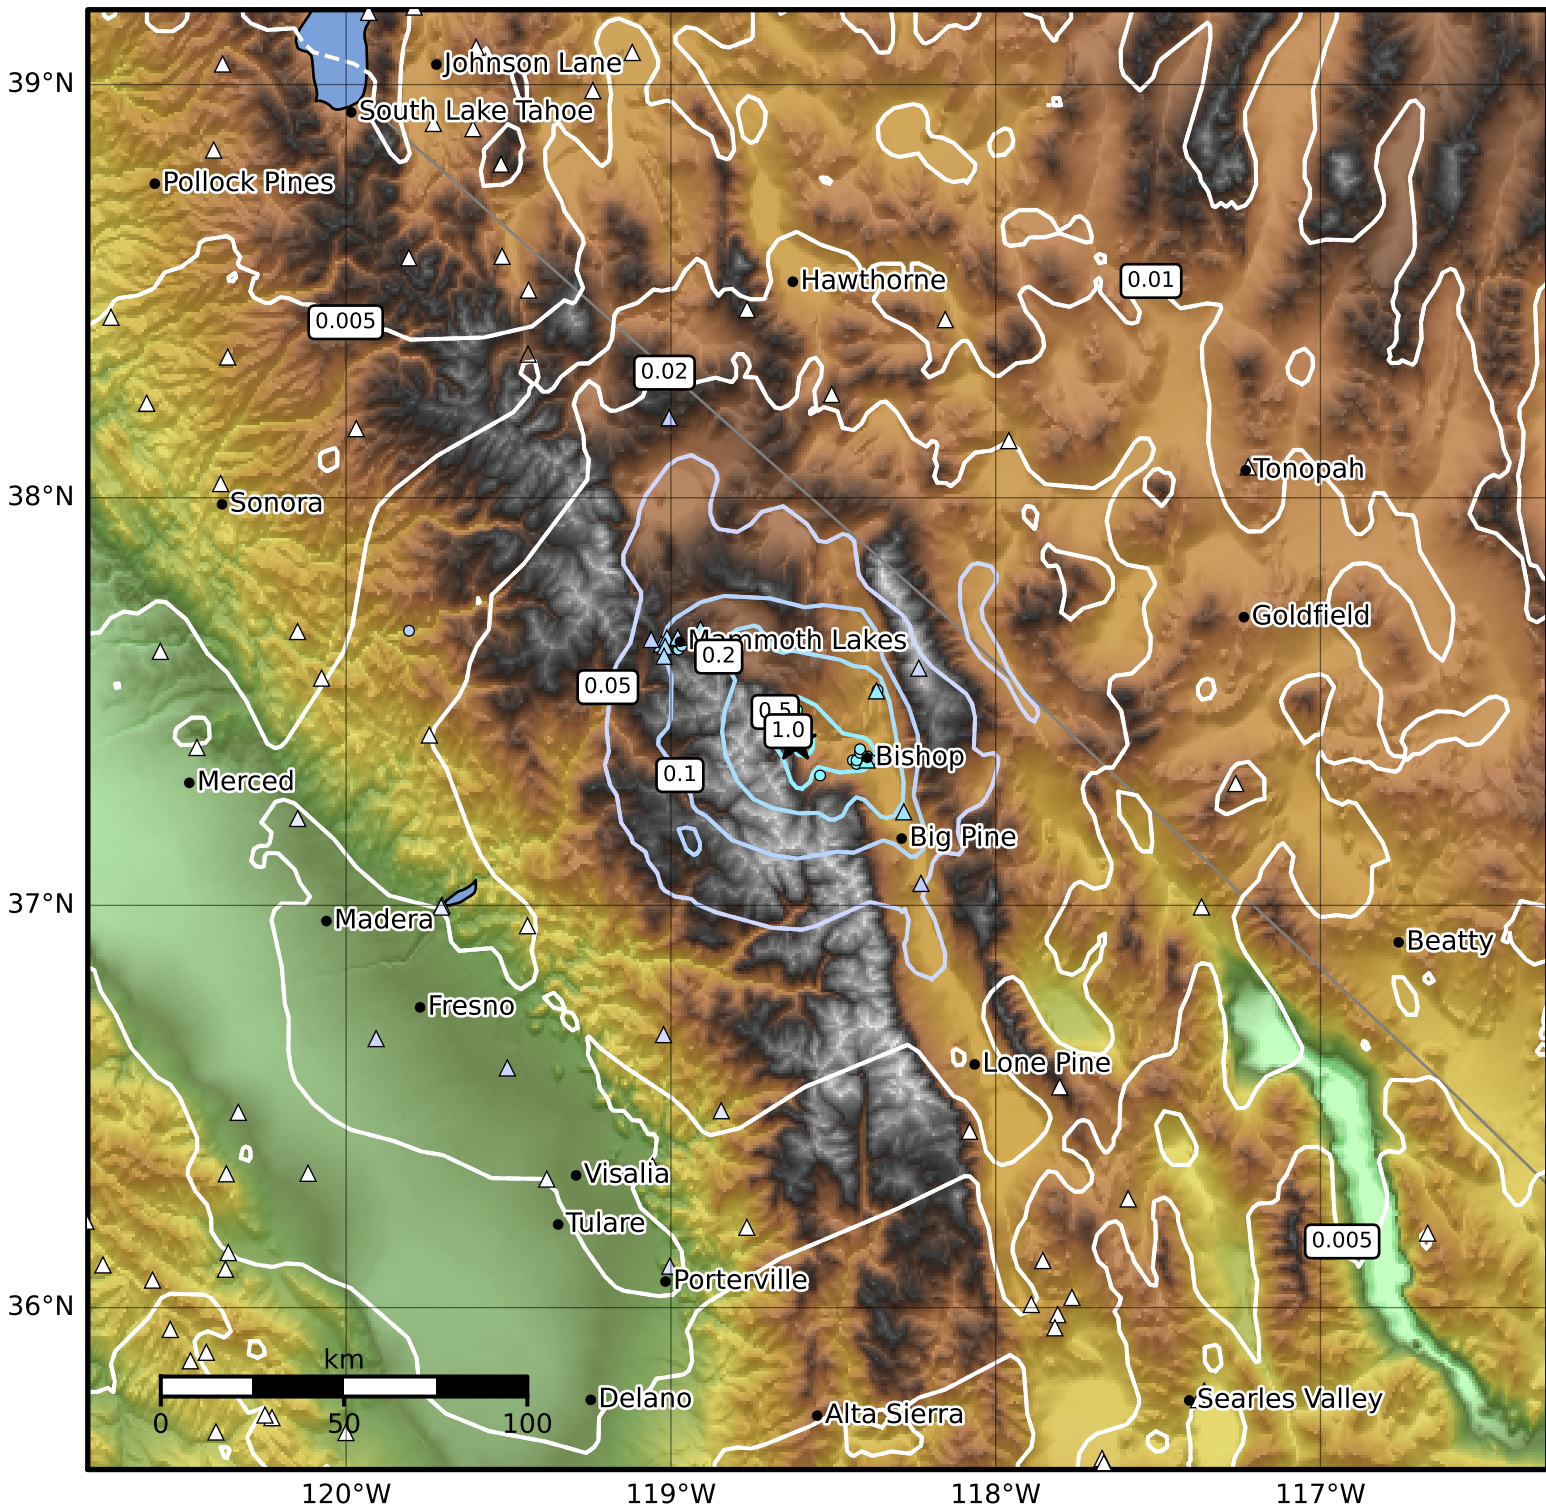 39°N
Johnson Lane
South Lake Tahoe
Pollock Pines
Hawthorne
0.01
0.005
0.02
38°N
Tonopah
Sonora
Goldfield
Mammoth Lakes
0.2
0.05
0.5
1.0
Bishop
0.1
Merced
Big Pine
37°N
Madera
Beatty
Fresno
Lone Pine
Visalia
Tulare
0.005
Porterville
36°N
km
Delano
Searles Valley
Alta Sierra
0 50 100
120°W 119°W 118°W 117°W